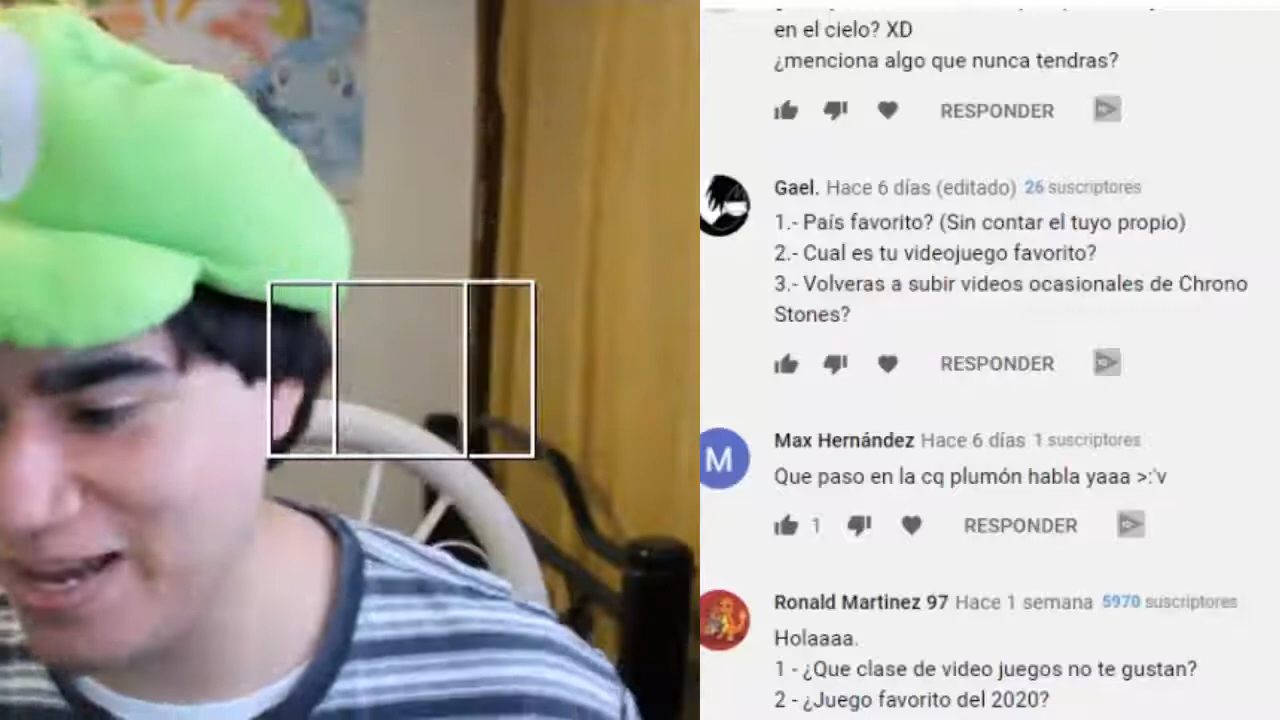 en el cielo? XD
¿menciona algo que nunca tendras?
RESPONDER
Gael. Hace 6 días (editado) 26 suscriptores
1.- País favorito? (Sin contar el tuyo propio)
2.- Cual es tu videojuego favorito?
3.- Volveras a subir videos ocasionales de Chrono
Stones?
RESPONDER
M
Max Hernández Hace 6 días 1 suscriptores
Que paso en la cq plumón habla yaaa >:'v
1 RESPONDER
Ronald Martinez 97 Hace 1 semana 5970 suscriptores
Holaaaa.
1 - ¿Que clase de video juegos no te gustan?
2 - ¿Juego favorito del 2020?